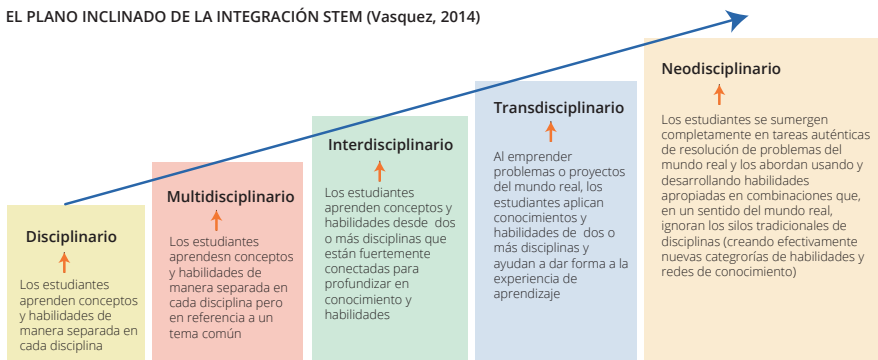 EL PLANO INCLINADO DE LA INTEGRACIÓN STEM (Vasquez, 2014)
Disciplinario
Los estudiantes
aprenden conceptos
y habilidades de
manera separada en
cada disciplina
Multidisciplinario
Los estudiantes
aprendesn conceptos
y habilidades de
manera separada en
cada disciplina pero
en referencia a un
tema común
Interdisciplinario
Los estudiantes
aprenden conceptos y
habilidades desde dos
o más disciplinas que
están fuertemente
conectadas para
profundizar en
conocimiento y
habilidades
Transdisciplinario
Al emprender
problemas o proyectos
del mundo real, los
estudiantes aplican
conocimientos y
habilidades de dos o
más disciplinas y
ayudan a dar forma a la
experiencia de
aprendizaje
Neodisciplinario
Los estudiantes se sumergen
completamente en tareas auténticas
de resolución de problemas del
mundo real y los abordan usando y
desarrollando habilidades
apropiadas en combinaciones que,
en un sentido del mundo real,
ignoran los silos tradicionales de
disciplinas (creando efectivamente
nuevas categrorías de habilidades y
redes de conocimiento)